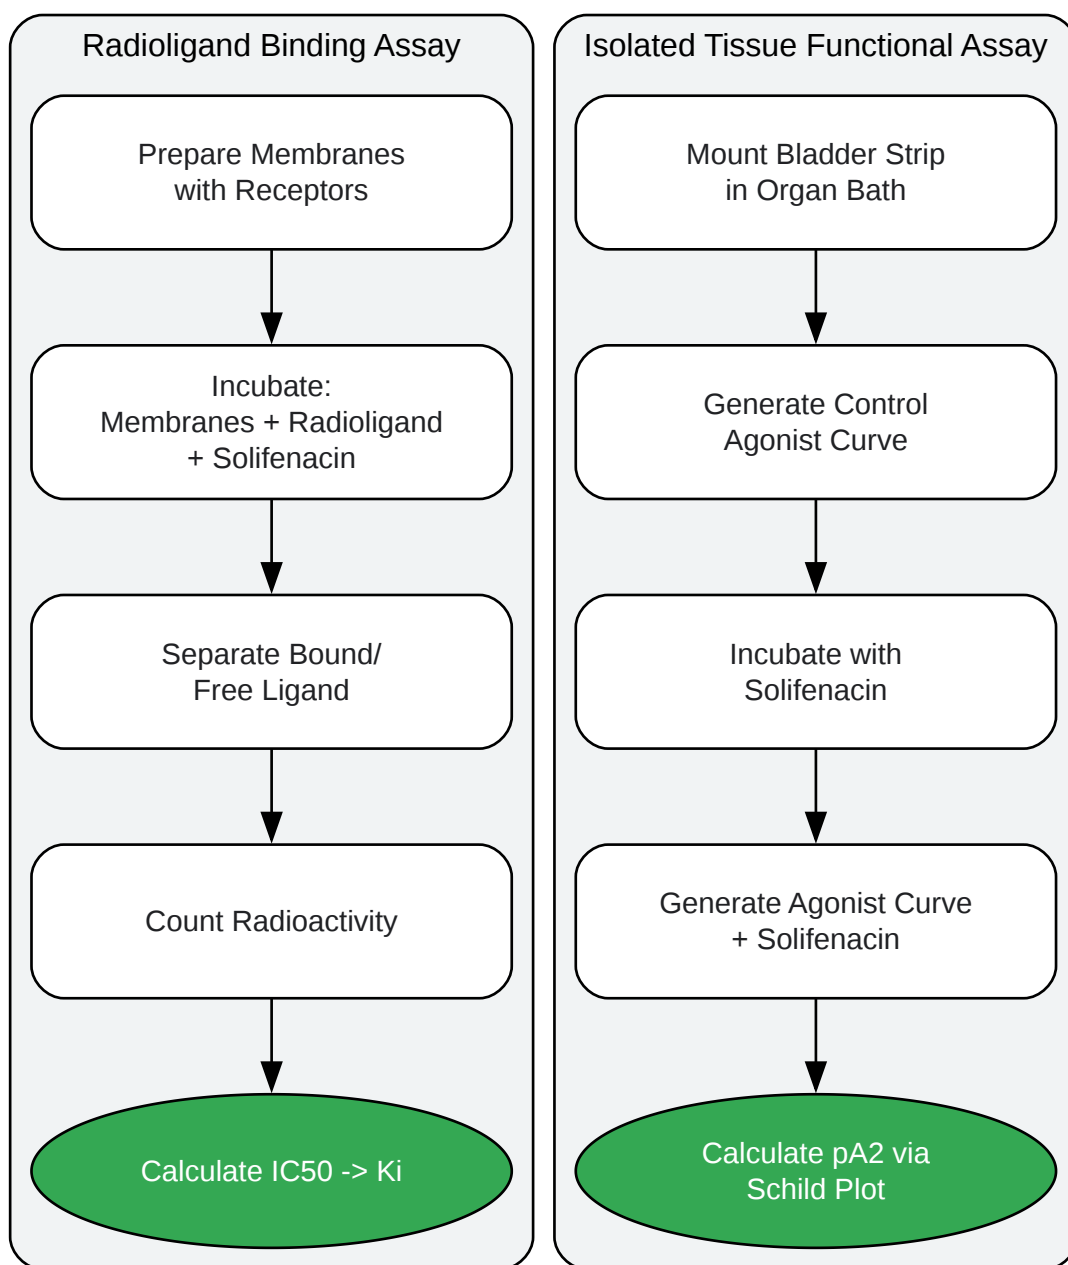 Radioligand Binding Assay
Prepare Membranes
with Receptors
Incubate:
Membranes + Radioligand
+ Solifenacin
Separate Bound/
Free Ligand
Count Radioactivity
Calculate IC50 -> Ki
Isolated Tissue Functional Assay
Mount Bladder Strip
in Organ Bath
Generate Control
Agonist Curve
Incubate with
Solifenacin
Generate Agonist Curve
+ Solifenacin
Calculate pA2 via
Schild Plot